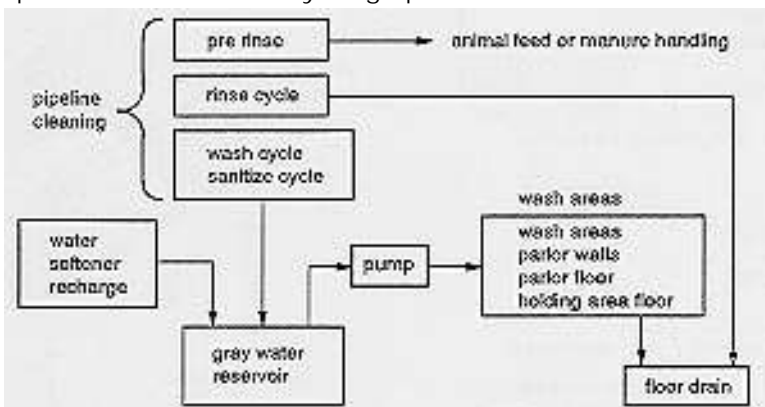 pre rinse
animal feed or manure handling
pipeline
cleaning
rinse cycle
wash cycle
sanitize cycle
wash areas
water
softener
recharge
pump
wash areas
parlor walls
parlor floor
holding area floor
gray water
reservoir
floor drain